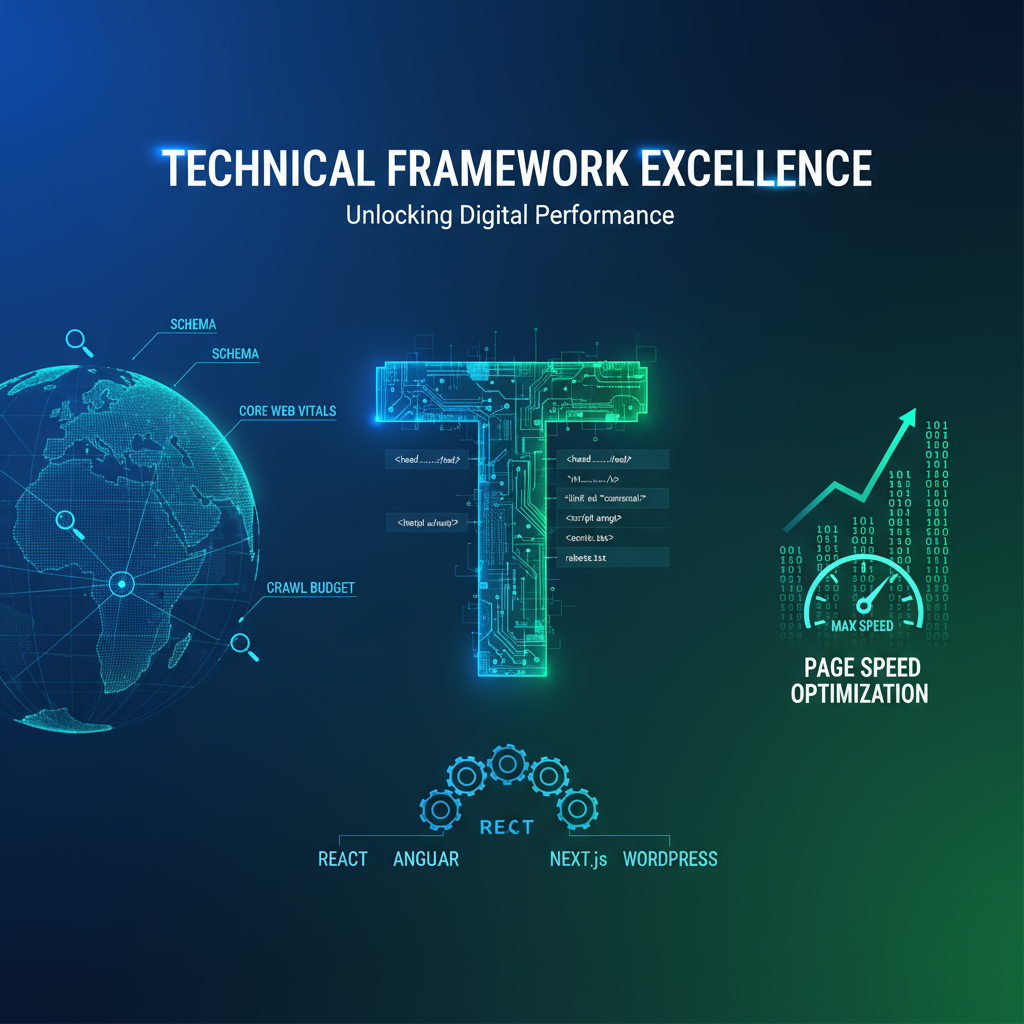 TECHNICAL FRAMEWORK EXCELLENCE
Unlocking Digital Performance
SCHEMA
SCHEMA
CORE WEB VITALS
CRAWL BUDGET
MAX SPEED
PAGE SPEED
OPTIMIZATION
RECT
REACT ANGUAR NEXT.js WORDPRESS